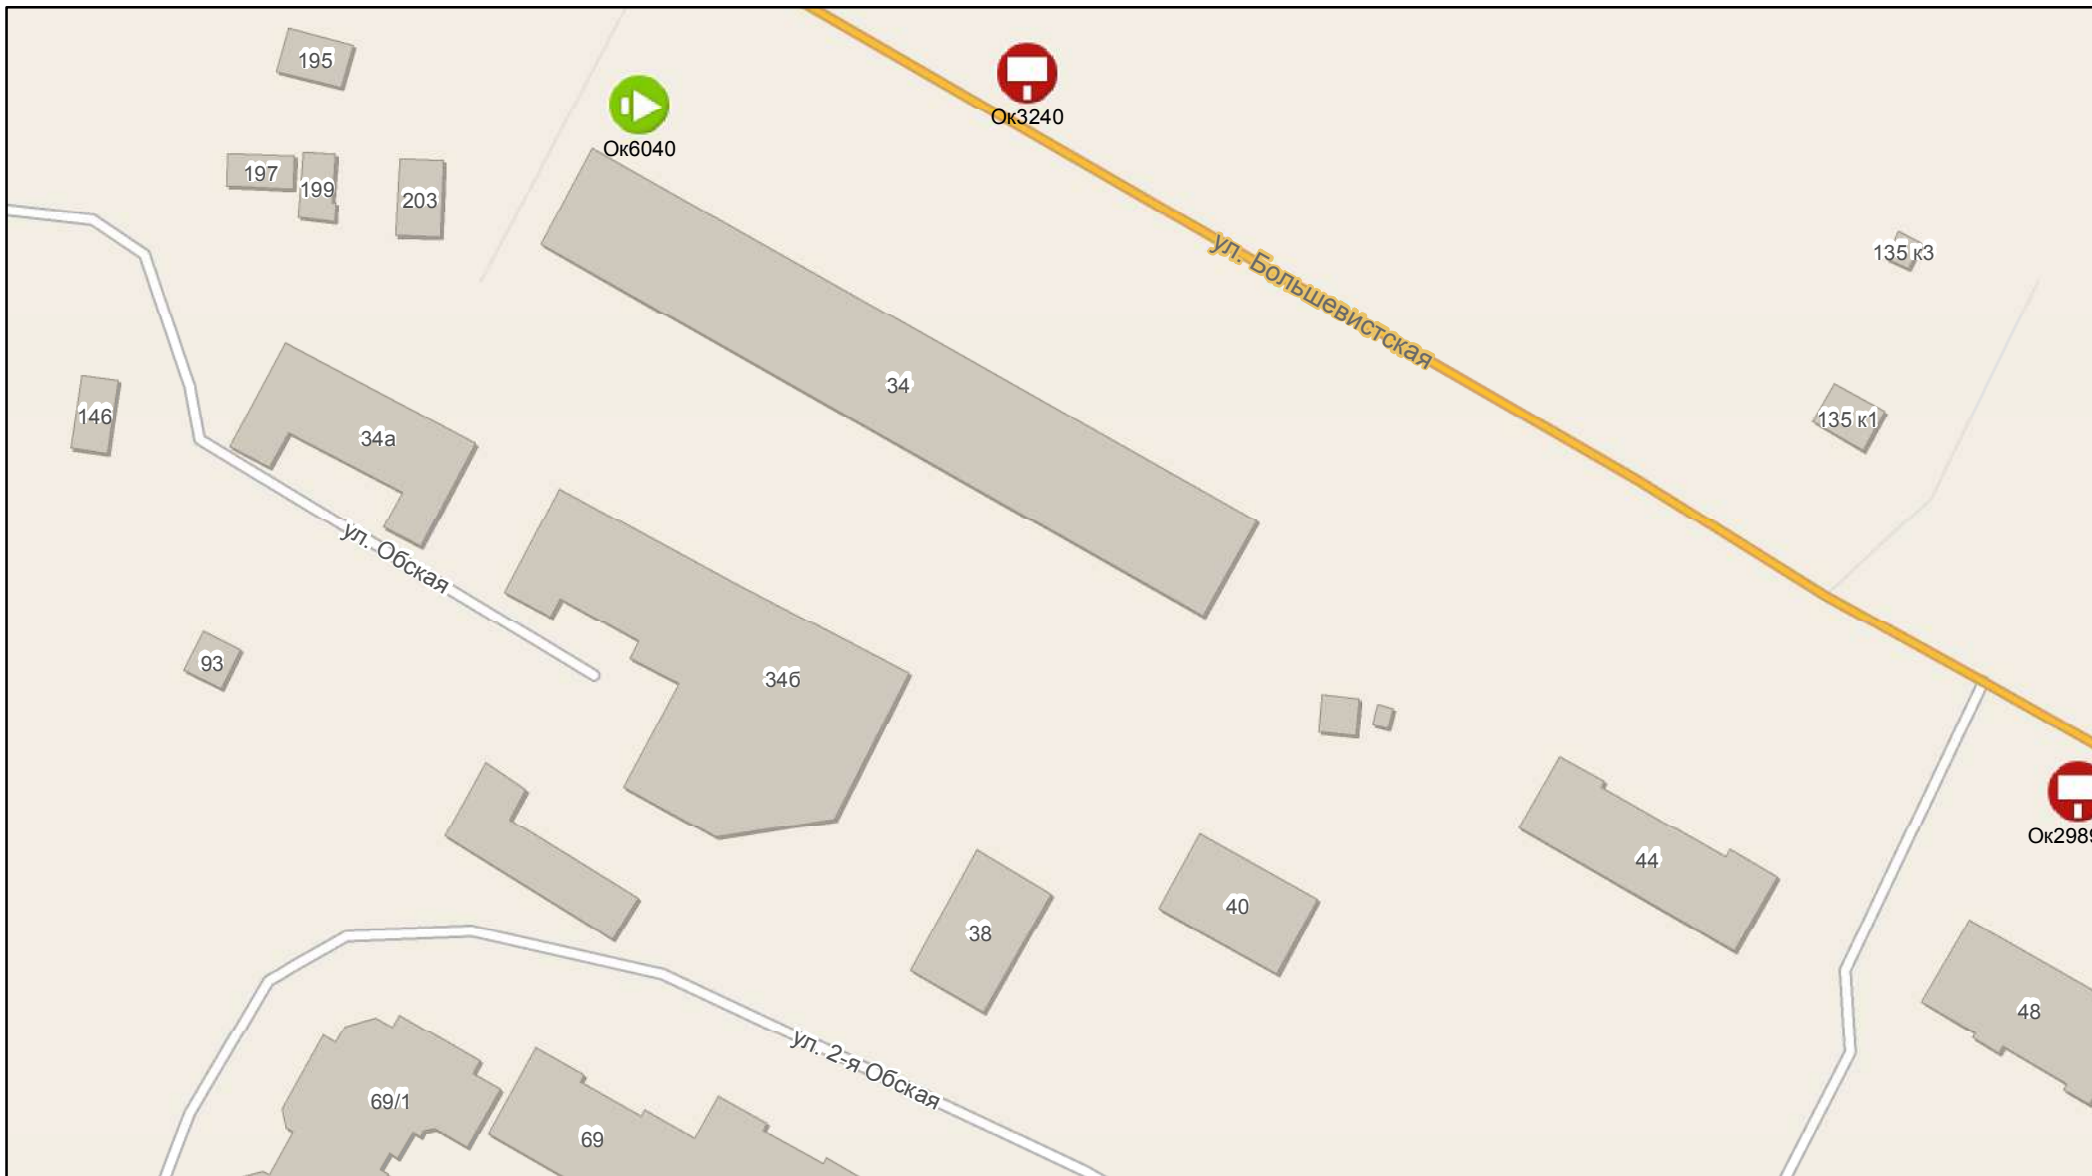 195
Ок3240
Ок6040
197
199
203
ул. Большевистская
135 к3
34
146
34а
135 к1
ул. Обская
93
34б
Ок2989
44
40
38
48
ул. 2-я Обская
69/1
69